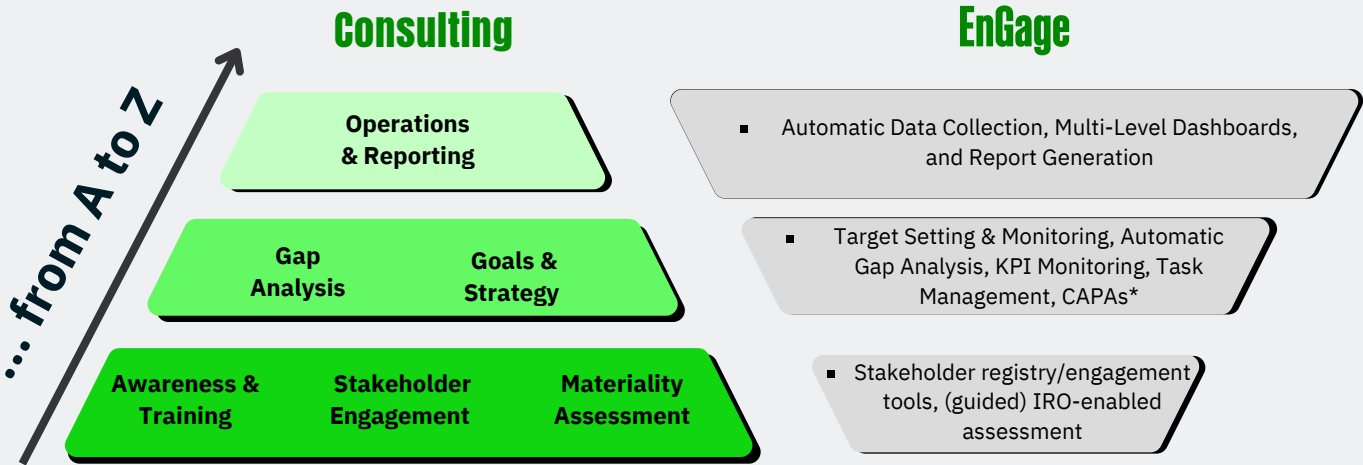 Consulting
EnGage
... from A to Z
Operations
& Reporting
▪ Automatic Data Collection, Multi-Level Dashboards,
and Report Generation
Gap
Analysis
Goals &
Strategy
▪ Target Setting & Monitoring, Automatic
Gap Analysis, KPI Monitoring, Task
Management, CAPAs*
Awareness &
Training
Stakeholder
Engagement
Materiality
Assessment
▪ Stakeholder registry/engagement
tools, (guided) IRO-enabled
assessment